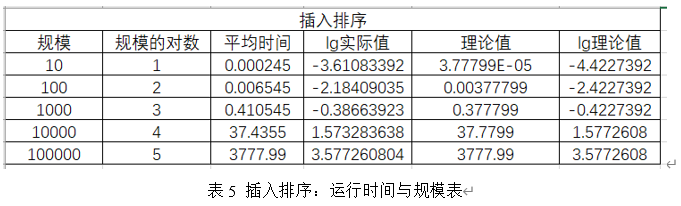 插入排序
规模 规模的对数 平均时间 lg实际值 理论值 lg理论值
10 1 0.000245 -3.61083392 3.77799E-05 -4.4227392
100 2 0.006545 -2.18409035 0.00377799 -2.4227392
1000 3 0.410545 -0.38663923 0.377799 -0.4227392
10000 4 37.4355 1.573283638 37.7799 1.5772608
100000 5 3777.99 3.577260804 3777.99 3.5772608
表 5 插入排序：运行时间与规模表